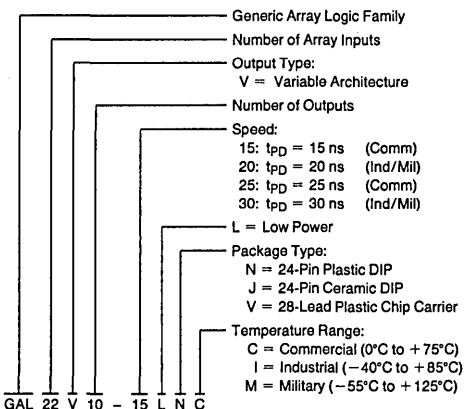 Generic Array Logic Family
Number of Array Inputs
Output Type:
V = Variable Architecture
Number of Outputs
Speed:
15: tPD = 15 ns (Comm)
20: tPD = 20 ns (Ind/Mil)
25: tPD = 25 ns (Comm)
30: tPD = 30 ns (Ind/Mil)
L = Low Power
Package Type:
N = 24-Pin Plastic DIP
J = 24-Pin Ceramic DIP
V = 28-Lead Plastic Chip Carrier
Temperature Range:
C = Commercial (0°C to +75°C)
I = Industrial (−40°C to +85°C)
M = Military (−55°C to +125°C)
GAL 22 V 10 - 15 L N C